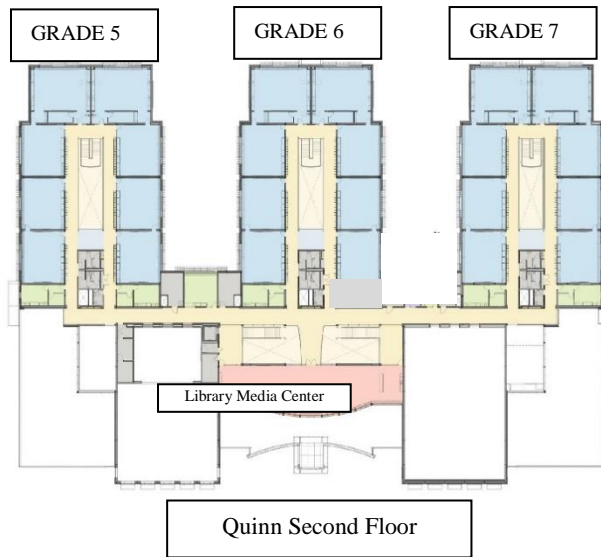 GRADE 5
GRADE 6
GRADE 7
Library Media Center
Quinn Second Floor